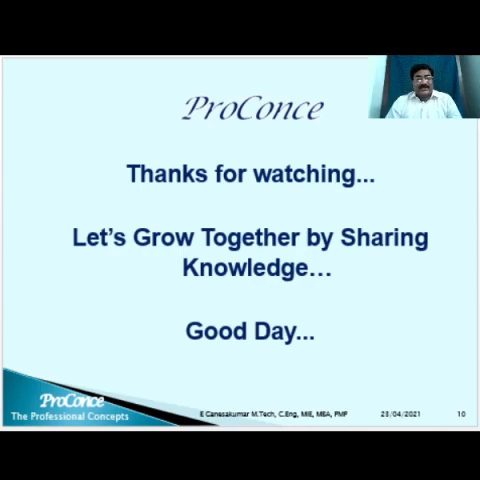 ProConce
Thanks for watching...
Let's Grow Together by Sharing
Knowledge...
Good Day...
ProConce
The Professional Concepts
E Ganesakumar M.Tech, C.Eng, MIE, MBA, PMP
23/04/2021
10